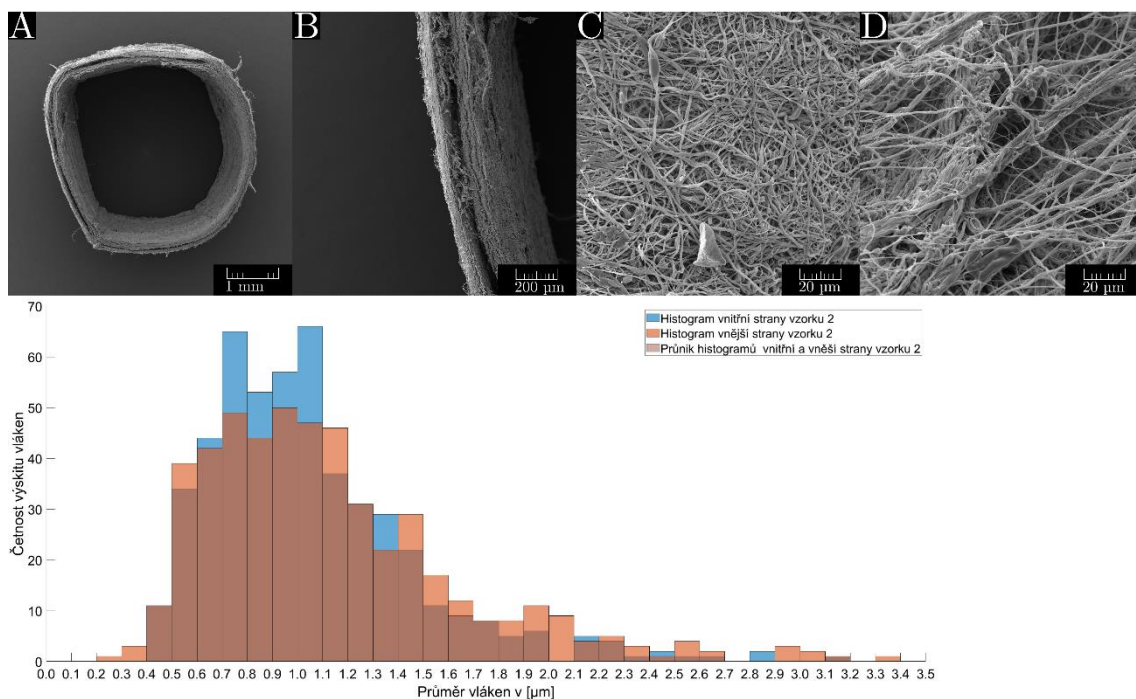 A
B
C
D
1 mm
200 µm
20 µm
20 µm
Histogram vnitřní strany vzorku 2
Histogram vnější strany vzorku 2
Průnik histogramů vnitřní a vněší strany vzorku 2
Četnost výskytu vláken
70
60
50
40
30
20
10
0
0.0 0.1 0.2 0.3 0.4 0.5 0.6 0.7 0.8 0.9 1.0 1.1 1.2 1.3 1.4 1.5 1.6 1.7 1.8 1.9 2.0 2.1 2.2 2.3 2.4 2.5 2.6 2.7 2.8 2.9 3.0 3.1 3.2 3.3 3.4 3.5
Průměr vláken v [µm]